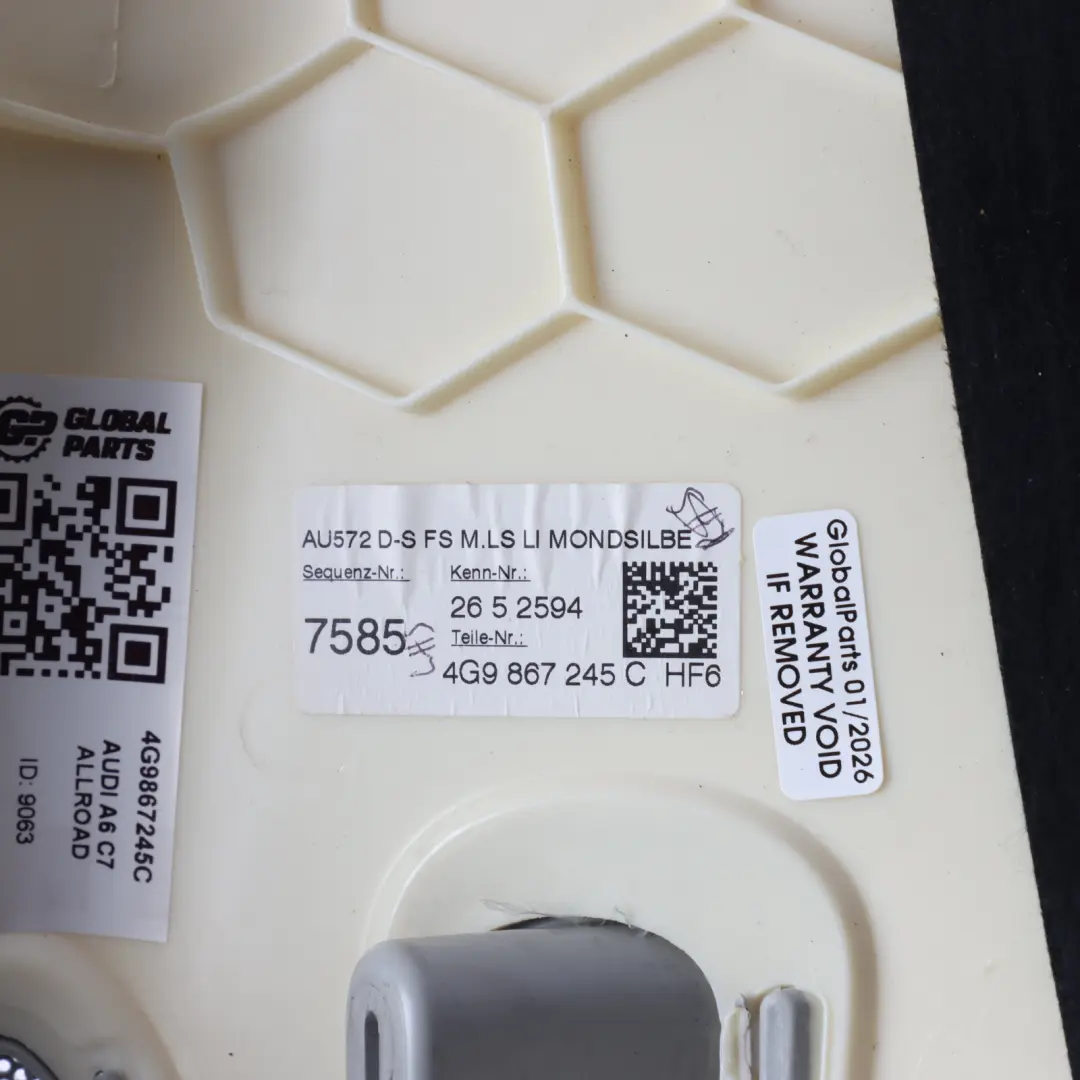 GP GLOBAL
PARTS
4G9867245C
AUDI A6 C7
ALLROAD
ID: 9063
AU572 D-S FS M.LS LI MONDSILBE
Sequenz-Nr.:
Kenn-Nr.:
26 5 2594
7585
Teile-Nr.:
4G9 867 245 C HF6
GlobalParts 01/2026
WARRANTY VOID
IF REMOVED